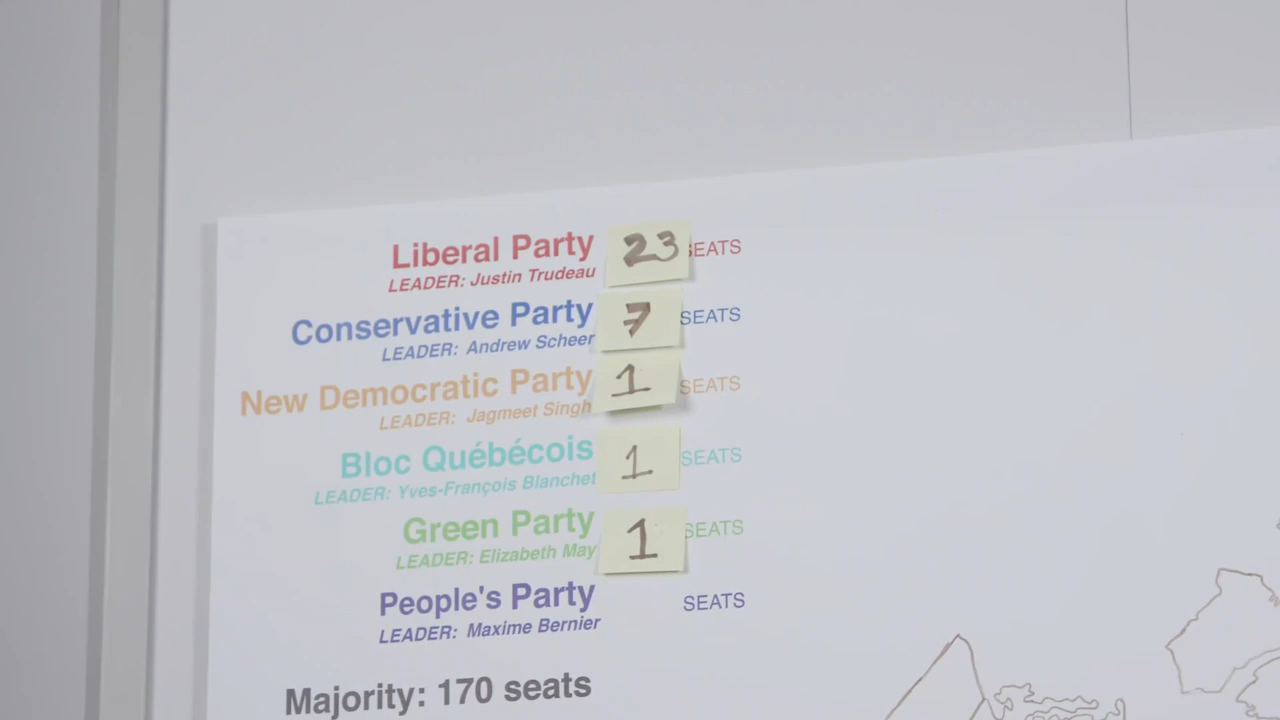 Liberal Party 23 SEATS
LEADER: Justin Trudeau
Conservative Party 7 SEATS
LEADER: Andrew Scheer
New Democratic Party 1 SEATS
LEADER: Jagmeet Singh
Bloc Québécois 1 SEATS
LEADER: Yves-François Blanchet
Green Party 1 SEATS
LEADER: Elizabeth May
People's Party SEATS
LEADER: Maxime Bernier
Majority: 170 seats